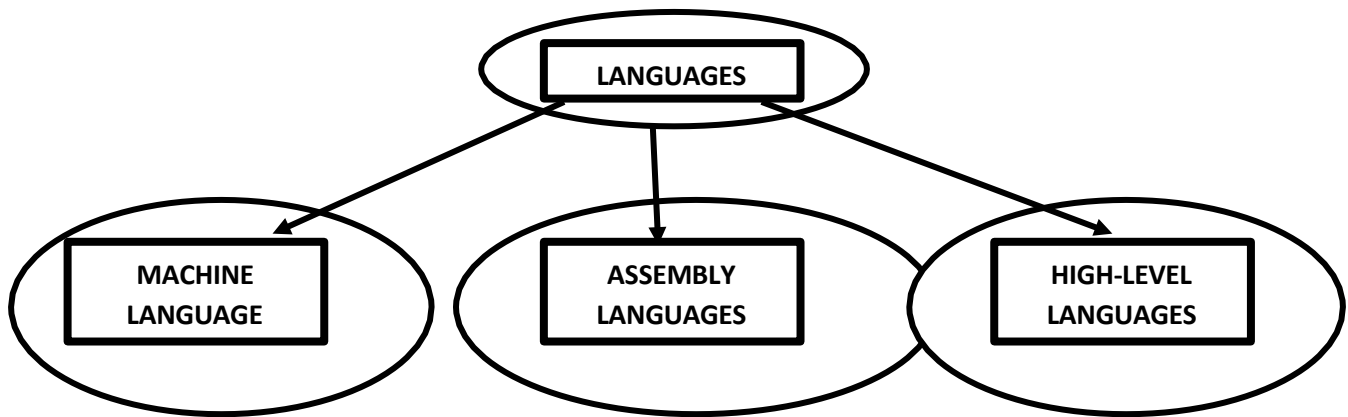 LANGUAGES
MACHINE
LANGUAGE
ASSEMBLY
LANGUAGES
HIGH-LEVEL
LANGUAGES